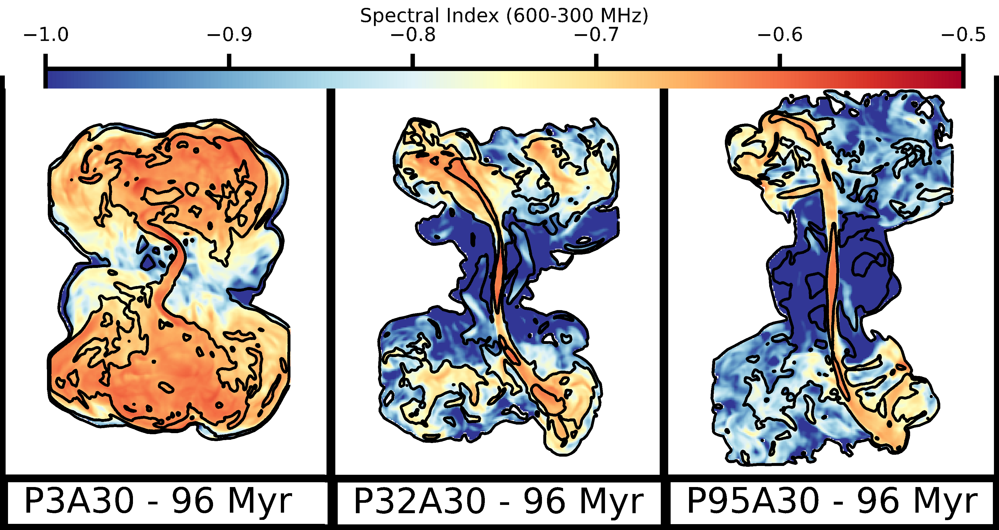 Spectral Index (600-300 MHz)
−1.0 −0.9 −0.8 −0.7 −0.6 −0.5
P3A30 - 96 Myr P32A30 - 96 Myr P95A30 - 96 Myr